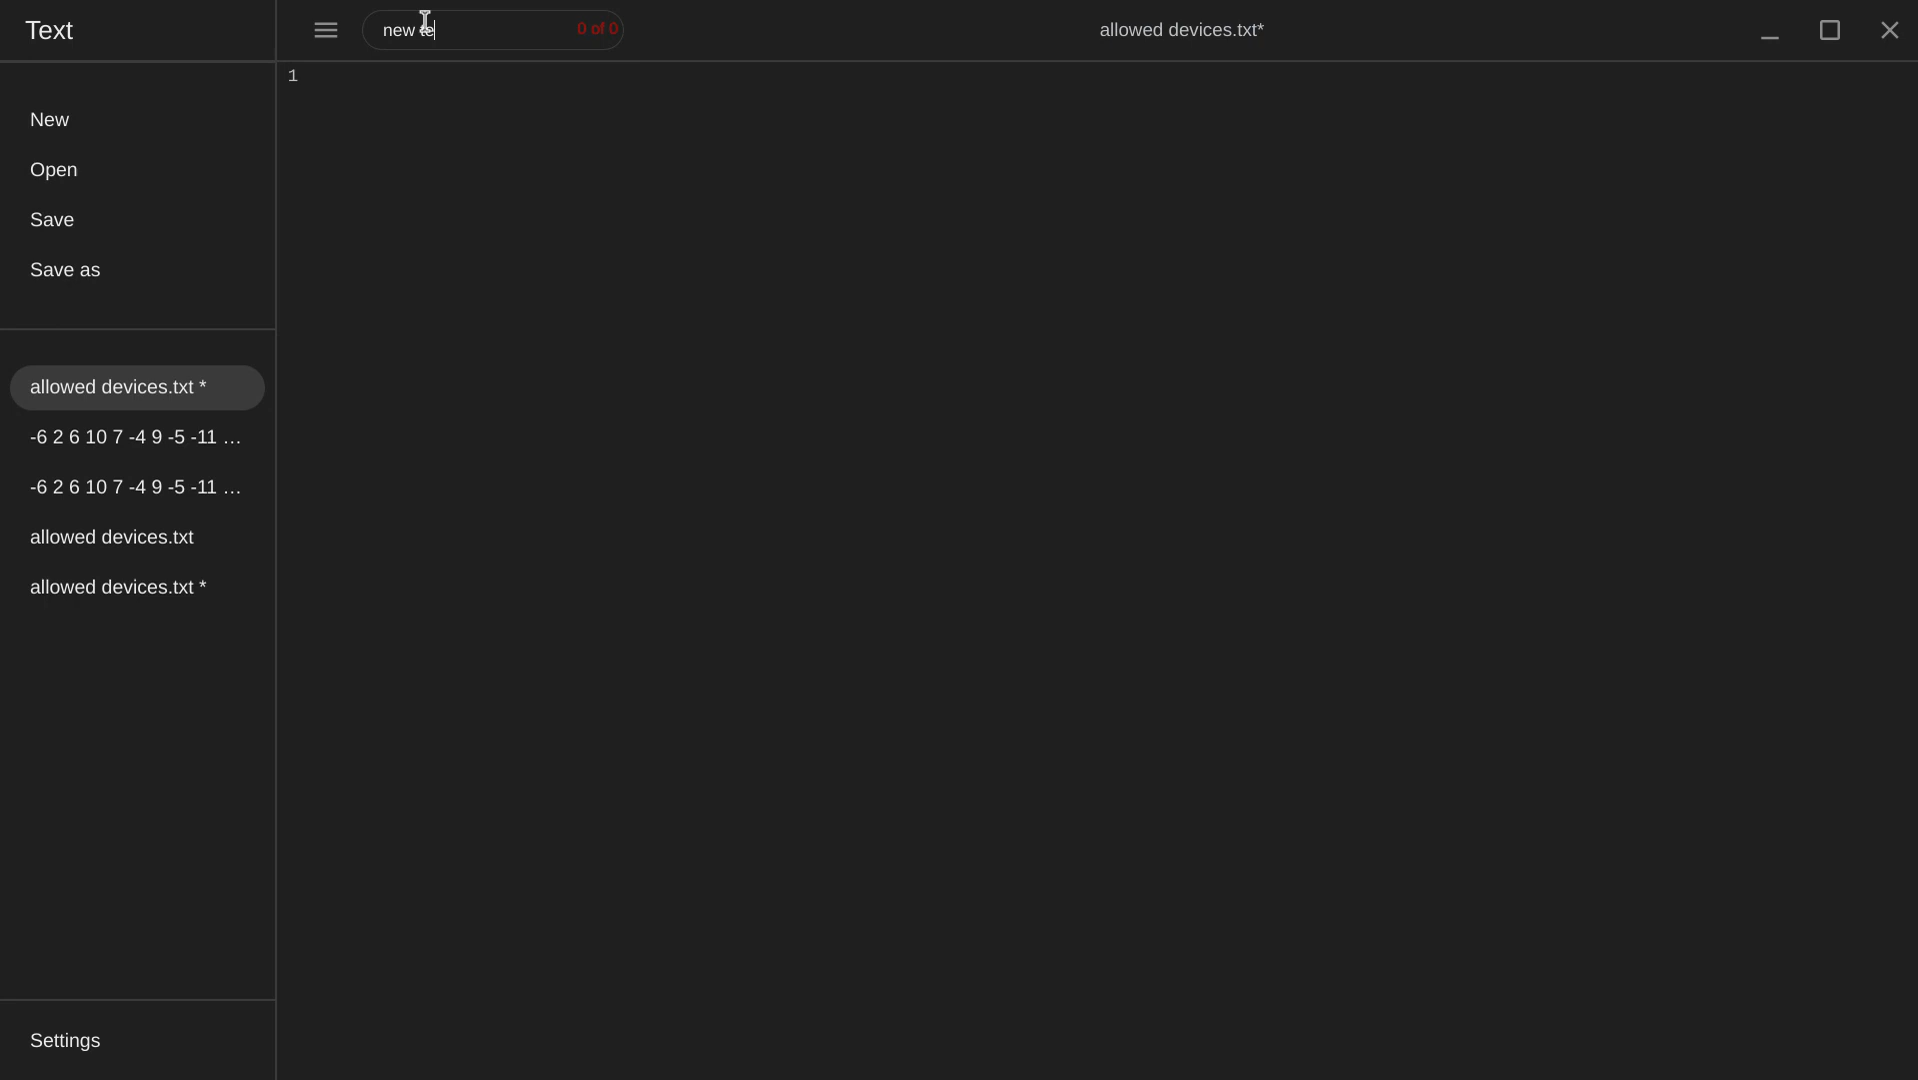 Text
new te
0 of 0
allowed devices.txt*
New
Open
Save
Save as
allowed devices.txt *
-6 2 6 10 7 -4 9 -5 -11 …
-6 2 6 10 7 -4 9 -5 -11 …
allowed devices.txt
allowed devices.txt *
Settings
1